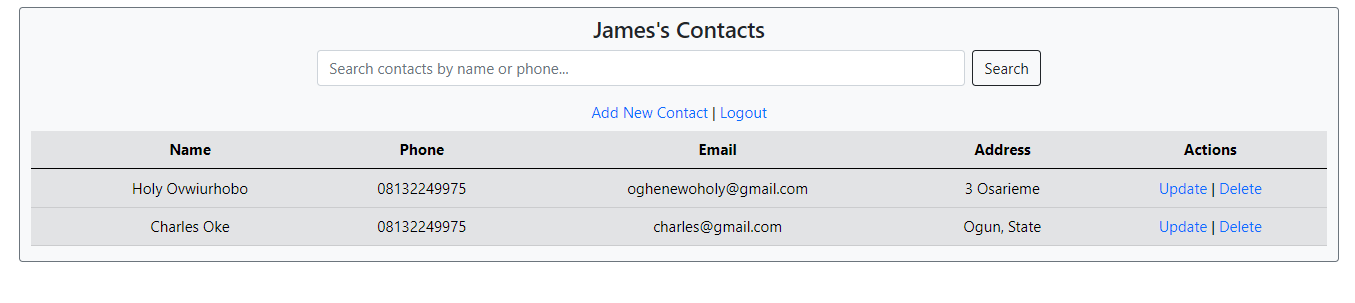 James's Contacts
Search contacts by name or phone... Search
Add New Contact | Logout
Name Phone Email Address Actions
Holy Ovwiurhobo 08132249975 oghenewoholy@gmail.com 3 Osarieme Update | Delete
Charles Oke 08132249975 charles@gmail.com Ogun, State Update | Delete